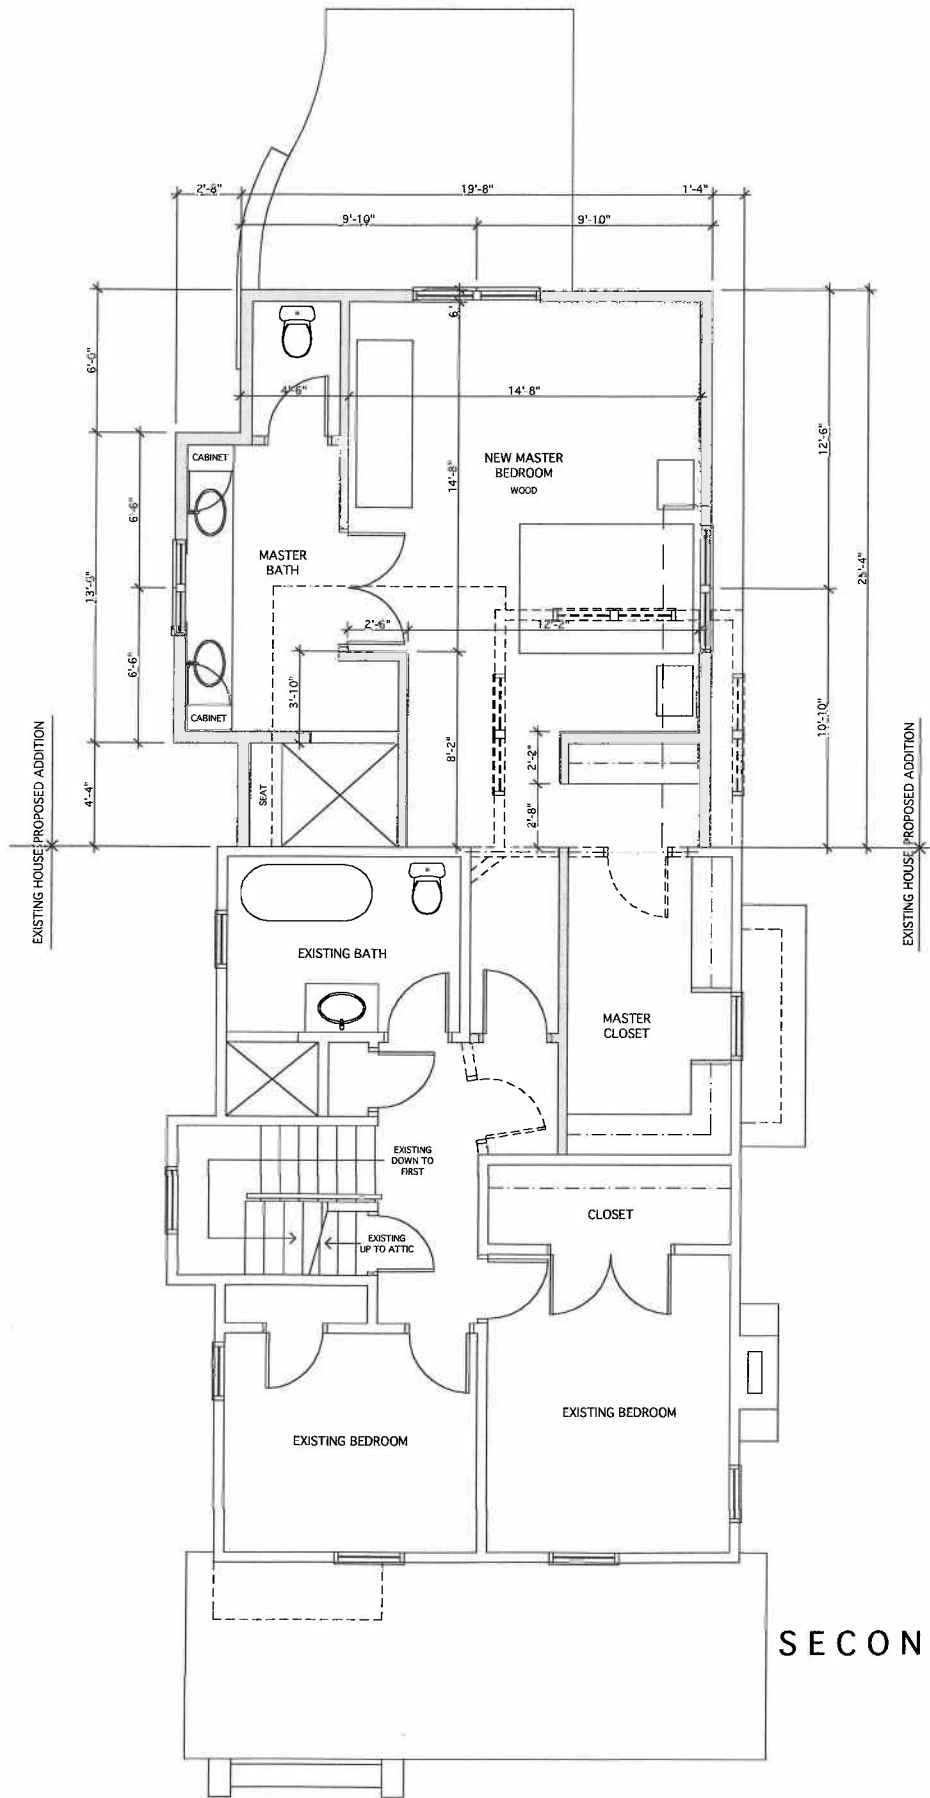 2'-8"
19'-8"
1'-4"
9'-10"
9'-10"
6"
6'-0"
4'-6"
14'-8"
12'-6"
CABINET
NEW MASTER
BEDROOM
WOOD
14'-8"
6'-6"
MASTER
BATH
13'-0"
25'-4"
2'-6"
12'-2"
6'-6"
3'-10"
CABINET
10'-10"
8'-2"
2'-2"
4'-4"
SEAT
2'-8"
EXISTING HOUSE PROPOSED ADDITION
EXISTING HOUSE PROPOSED ADDITION
EXISTING BATH
MASTER
CLOSET
EXISTING
DOWN TO
FIRST
CLOSET
EXISTING
UP TO ATTIC
EXISTING BEDROOM
EXISTING BEDROOM
SECON